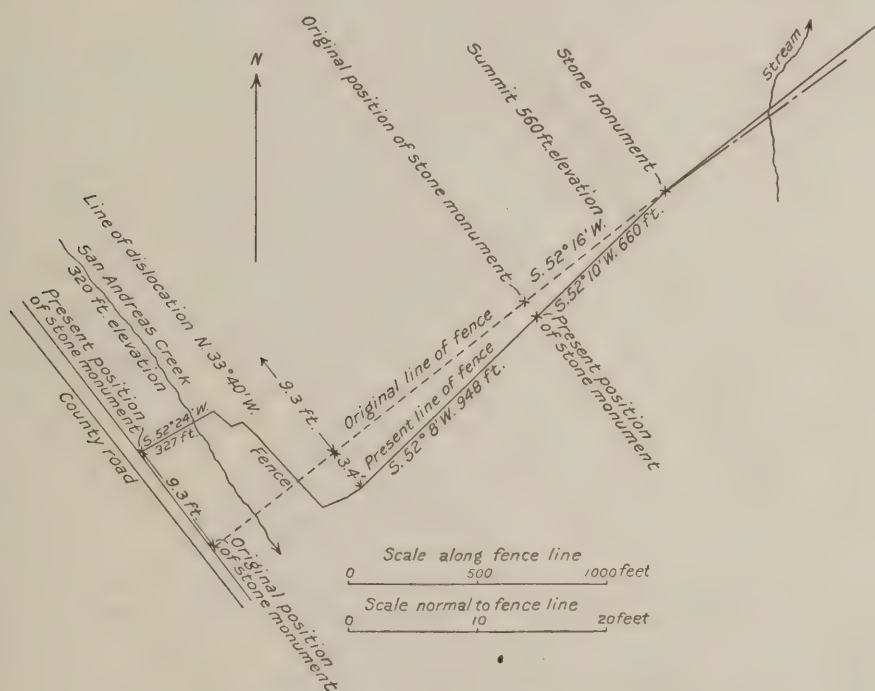 N
Original position of stone monument
Summit 560 ft. elevation
Stone monument
Stream
Line of dislocation N. 33° 40' W.
San Andreas Creek
320 ft. elevation
Present position
of stone monument
County road
S. 52° 24' W.
327 ft.
9.3 ft.
Fence
9.3 ft.
3.4'
Original line of fence
Present line of fence
S. 52° 8' W. 948 ft.
S. 52° 16' W.
S. 52° 10' W. 660 ft.
Present position
of stone monument
Original position
of stone monument
Scale along fence line
0 500 1000 feet
Scale normal to fence line
0 10 20 feet